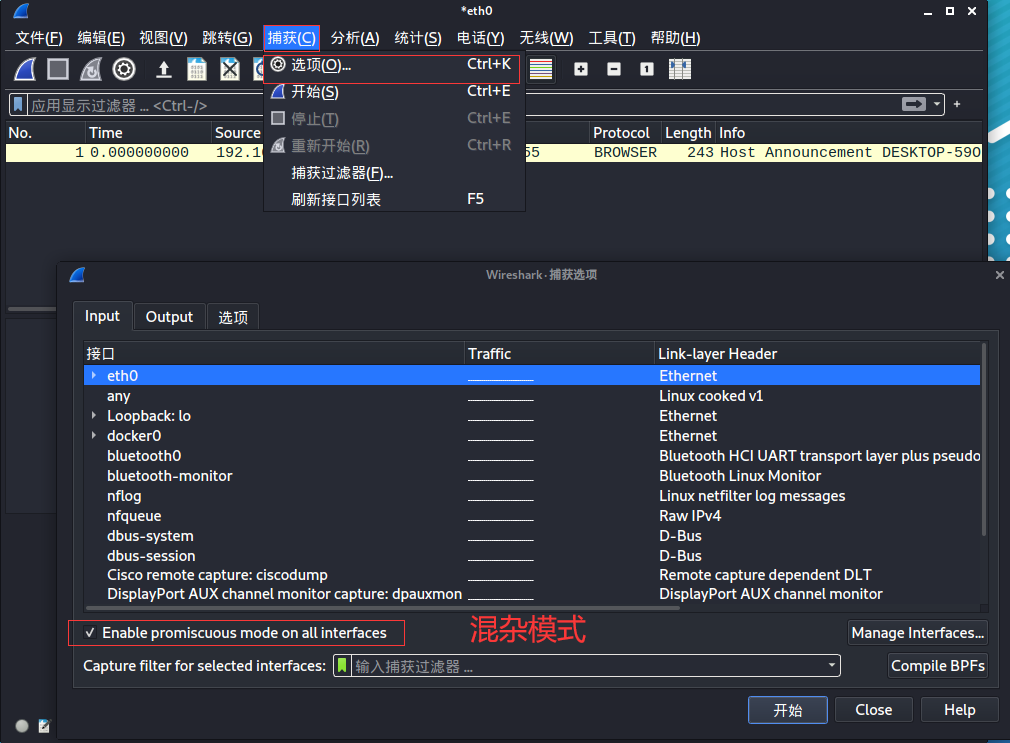 *eth0
文件(F) 编辑(E) 视图(V) 跳转(G) 捕获(C) 分析(A) 统计(S) 电话(Y) 无线(W) 工具(T) 帮助(H)
选项(O)... Ctrl+K
开始(S) Ctrl+E
停止(T) Ctrl+E
重新开始(R) Ctrl+R
捕获过滤器(F)...
刷新接口列表 F5
应用显示过滤器 … <Ctrl-/>
No. Time Source Protocol Length Info
1 0.000000000 192.1 55 BROWSER 243 Host Announcement DESKTOP-59O
Wireshark · 捕获选项
Input Output 选项
接口 Traffic Link-layer Header
eth0 Ethernet
any Linux cooked v1
Loopback: lo Ethernet
docker0 Ethernet
bluetooth0 Bluetooth HCI UART transport layer plus pseudo
bluetooth-monitor Bluetooth Linux Monitor
nflog Linux netfilter log messages
nfqueue Raw IPv4
dbus-system D-Bus
dbus-session D-Bus
Cisco remote capture: ciscodump Remote capture dependent DLT
DisplayPort AUX channel monitor capture: dpauxmon DisplayPort AUX channel monitor
Enable promiscuous mode on all interfaces 混杂模式 Manage Interfaces...
Capture filter for selected interfaces: 输入捕获过滤器 … Compile BPFs
开始 Close Help